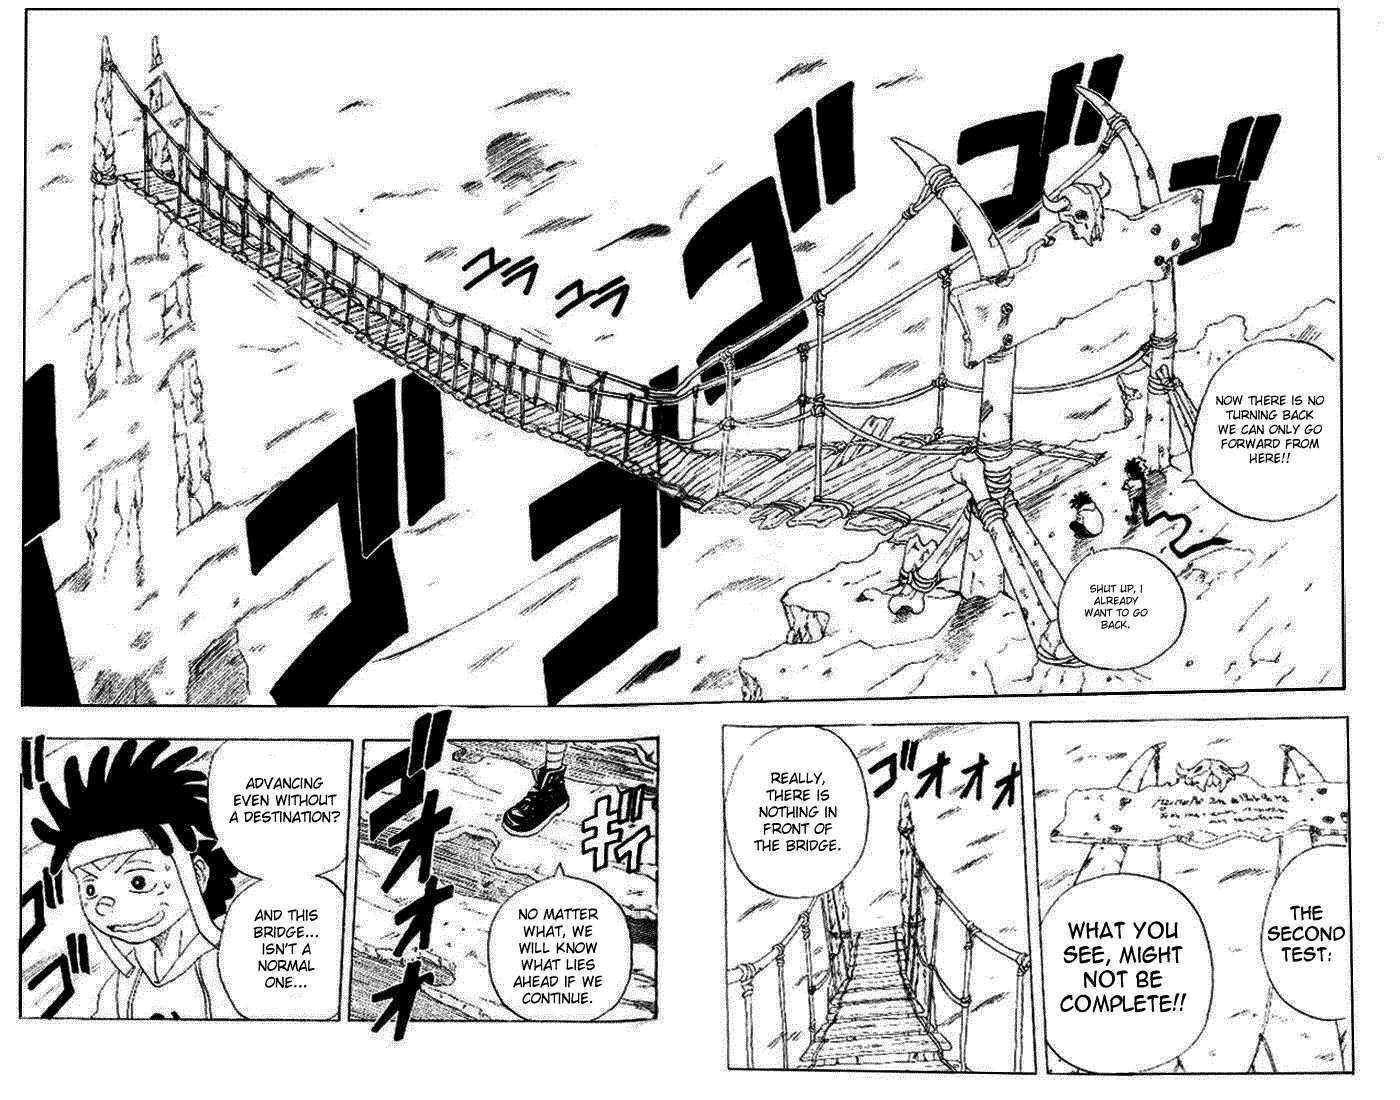 NOW THERE IS NO
TURNING BACK
WE CAN ONLY GO
FORWARD FROM
HERE!!
SHUT UP, I
ALREADY
WANT TO GO
BACK.
ゴゴゴ
ユラ
ユラ
ゴゴゴ
THE
SECOND
TEST:
WHAT YOU
SEE, MIGHT
NOT BE
COMPLETE!!
REALLY,
THERE IS
NOTHING IN
FRONT OF
THE BRIDGE.
ゴオオオ
NO MATTER
WHAT, WE
WILL KNOW
WHAT LIES
AHEAD IF WE
CONTINUE.
ギィ
ゴオオオ
ADVANCING
EVEN WITHOUT
A DESTINATION?
AND THIS
BRIDGE...
ISN'T A
NORMAL
ONE...